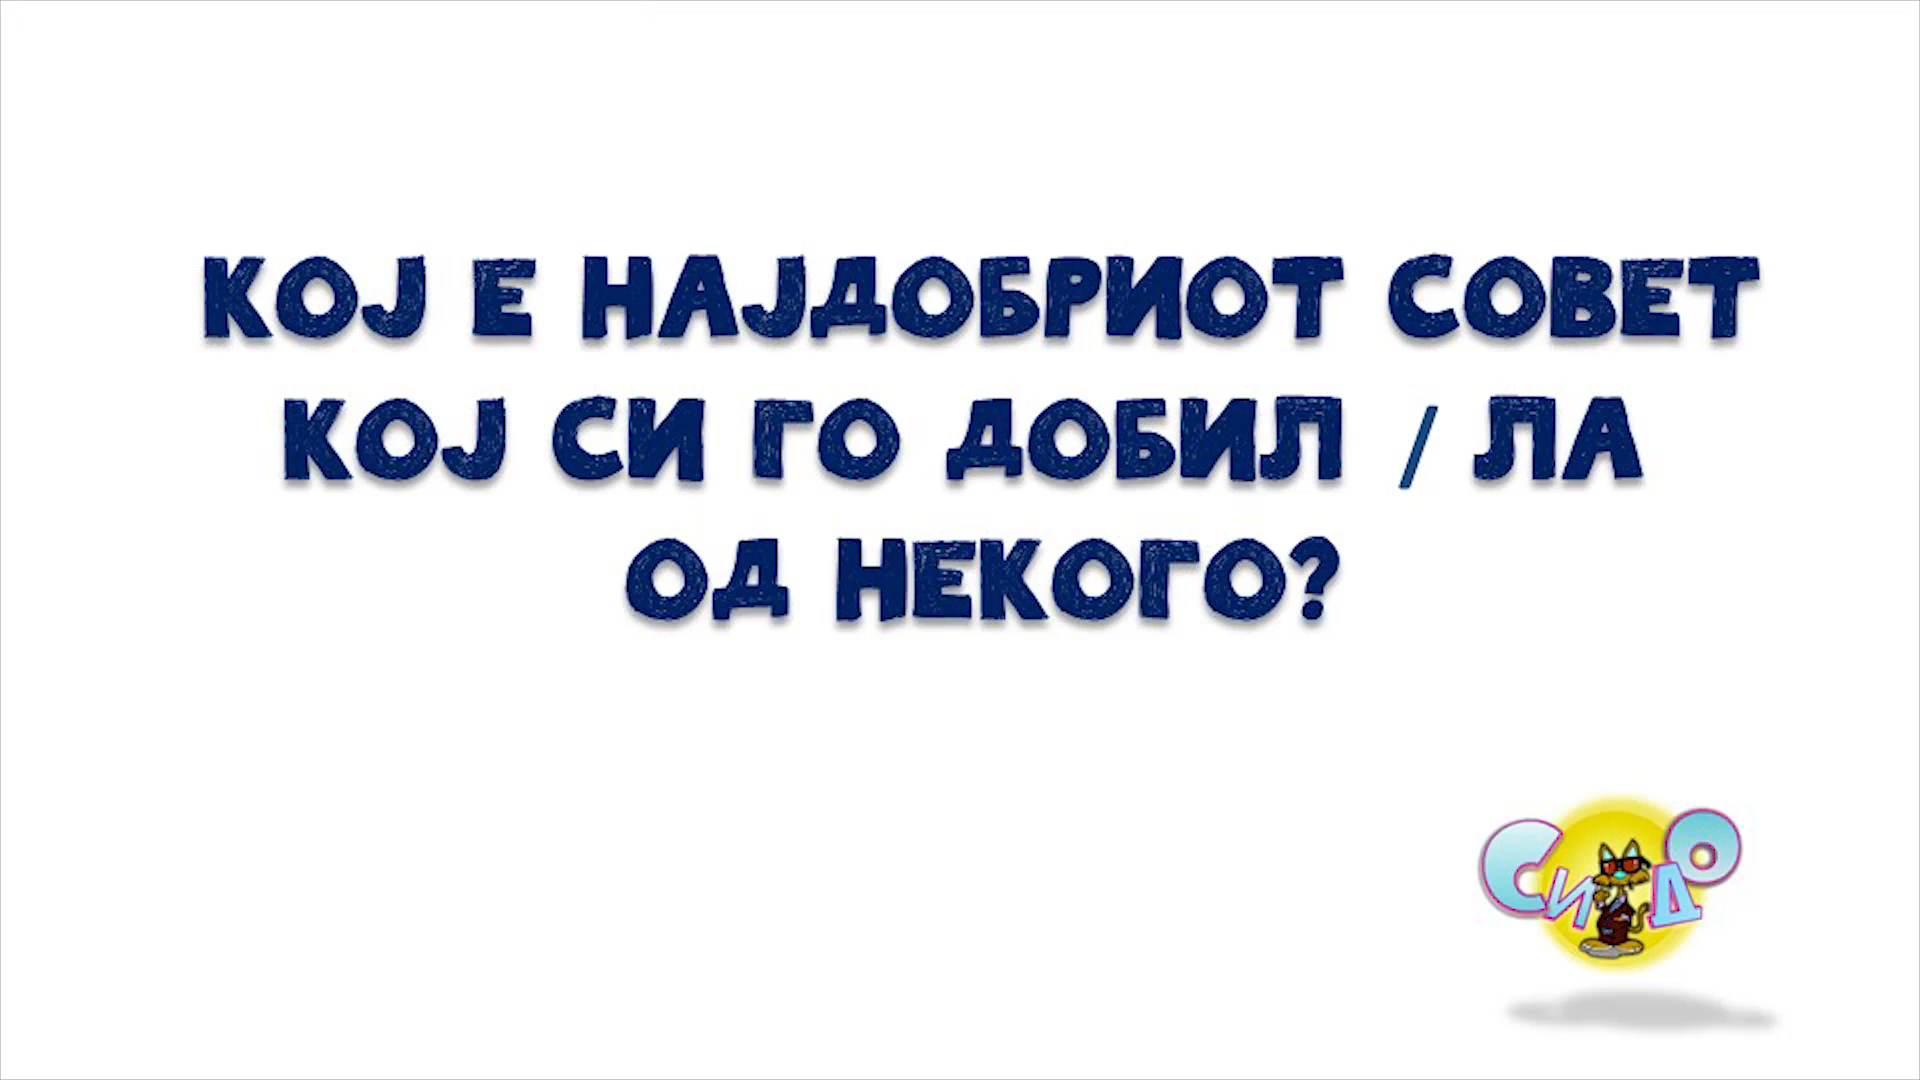 КОЈ Е НАЈДОБРИОТ СОВЕТ
КОЈ СИ ГО ДОБИЛ / ЛА
ОД НЕКОГО?
СИДО